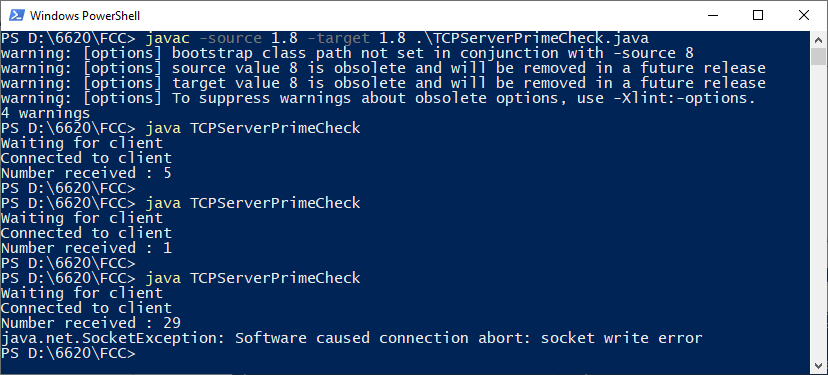 Windows PowerShell
PS D:\6620\FCC> javac -source 1.8 -target 1.8 .\TCPServerPrimeCheck.java
warning: [options] bootstrap class path not set in conjunction with -source 8
warning: [options] source value 8 is obsolete and will be removed in a future release
warning: [options] target value 8 is obsolete and will be removed in a future release
warning: [options] To suppress warnings about obsolete options, use -Xlint:-options.
4 warnings
PS D:\6620\FCC> java TCPServerPrimeCheck
Waiting for client
Connected to client
Number received : 5
PS D:\6620\FCC>
PS D:\6620\FCC> java TCPServerPrimeCheck
Waiting for client
Connected to client
Number received : 1
PS D:\6620\FCC>
PS D:\6620\FCC> java TCPServerPrimeCheck
Waiting for client
Connected to client
Number received : 29
java.net.SocketException: Software caused connection abort: socket write error
PS D:\6620\FCC>